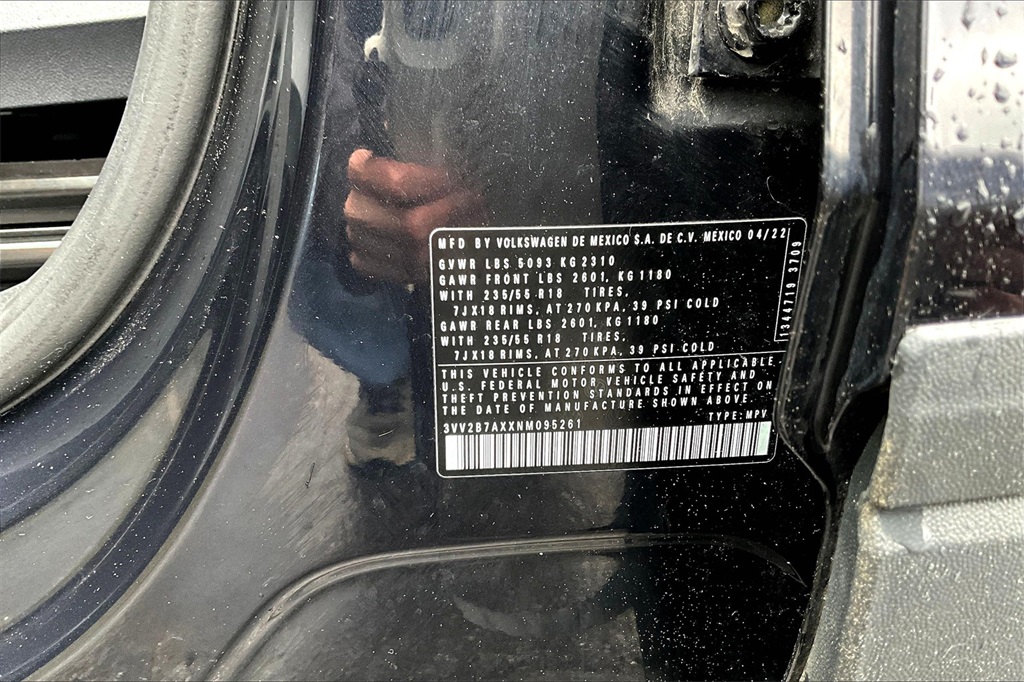 MFD BY VOLKSWAGEN DE MEXICO S.A. DE C.V. MÉXICO 04/22
GVWR LBS 5093 KG 2310
GAWR FRONT LBS 2601, KG 1180
WITH 235/55 R18 TIRES,
7JX18 RIMS, AT 270 KPA, 39 PSI COLD
GAWR REAR LBS 2601, KG 1180
WITH 235/55 R18 TIRES,
7JX18 RIMS, AT 270 KPA, 39 PSI COLD
1344719 3709
THIS VEHICLE CONFORMS TO ALL APPLICABLE
U.S. FEDERAL MOTOR VEHICLE SAFETY AND
THEFT PREVENTION STANDARDS IN EFFECT ON
THE DATE OF MANUFACTURE SHOWN ABOVE.
3VV2B7AXXNM095261 TYPE: MPV